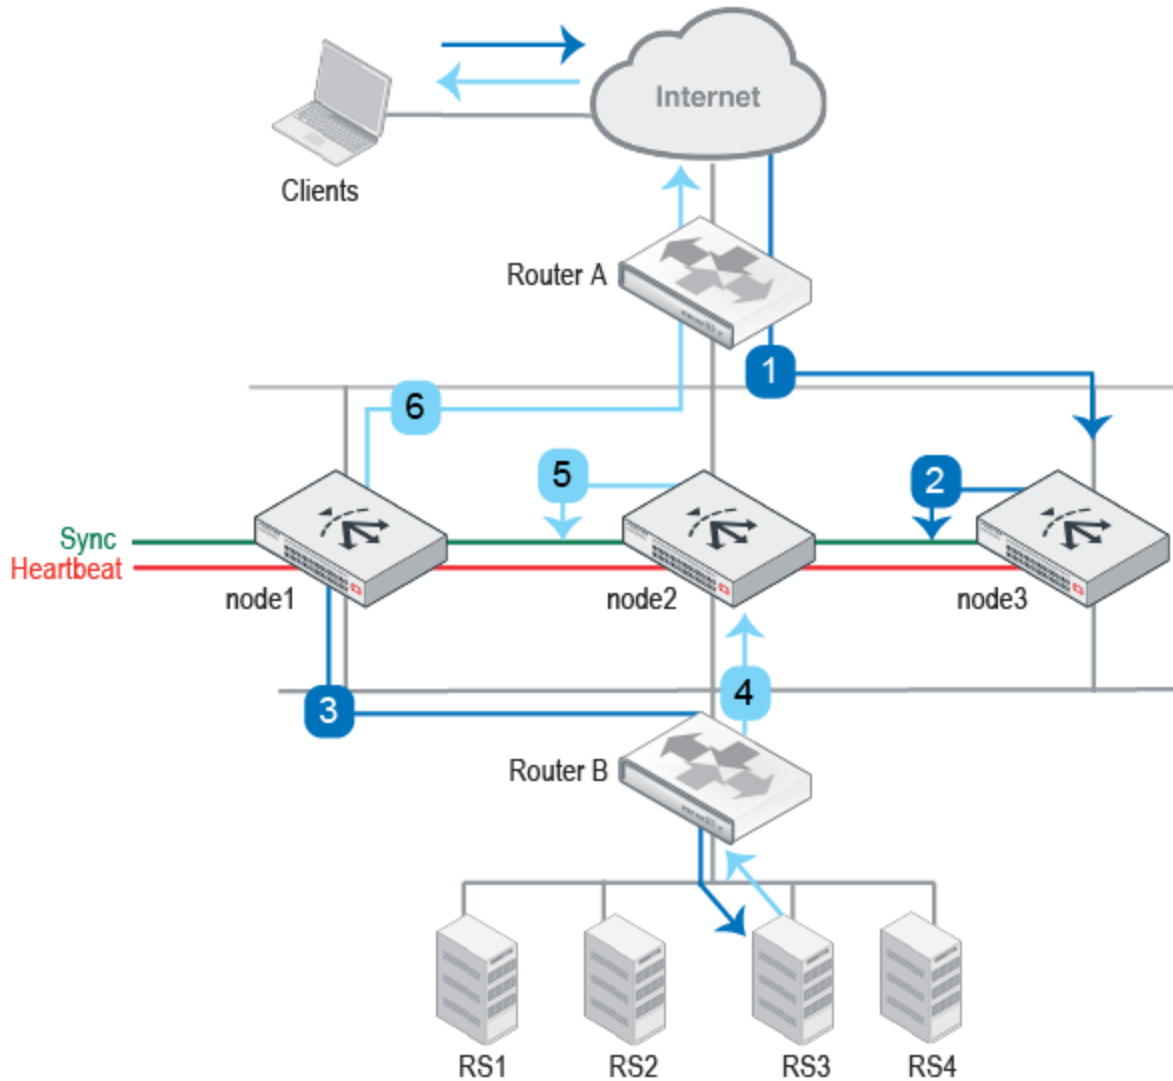 Internet
Clients
Router A
1
6
5
2
Sync
Heartbeat
node1
node2
node3
3
4
Router B
RS1
RS2
RS3
RS4